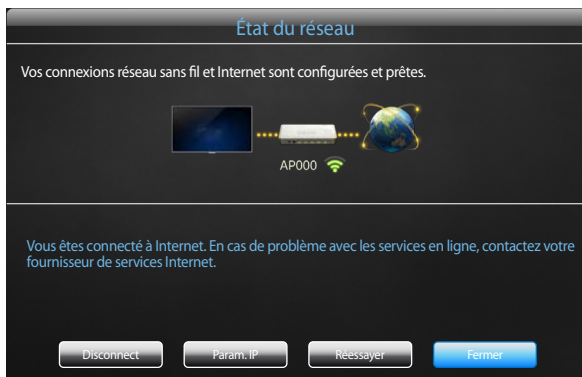 État du réseau
Vos connexions réseau sans fil et Internet sont configurées et prêtes.
AP000
Vous êtes connecté à Internet. En cas de problème avec les services en ligne, contactez votre
fournisseur de services Internet.
Disconnect
Param. IP
Réessayer
Fermer